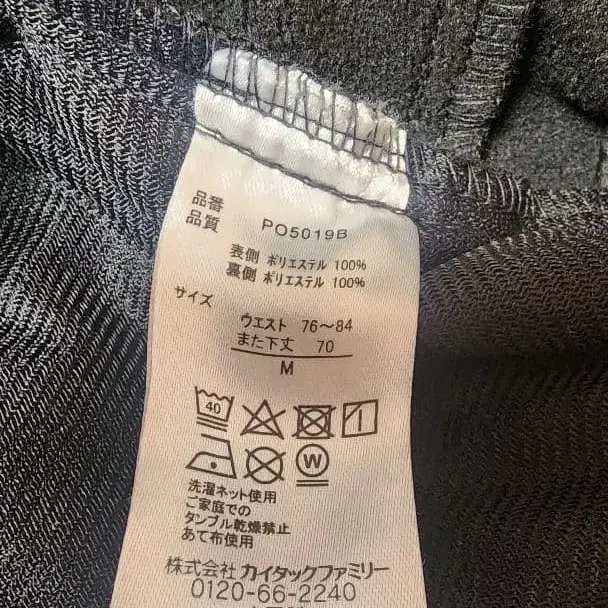 品番 PO5019B
品質
表側 ポリエステル 100%
裏側 ポリエステル 100%
サイズ
ウエスト 76～84
また下丈 70
M
40
W
洗濯ネット使用
ご家庭での
タンブル乾燥禁止
あて布使用
株式会社 カイタックファミリー
0120-66-2240